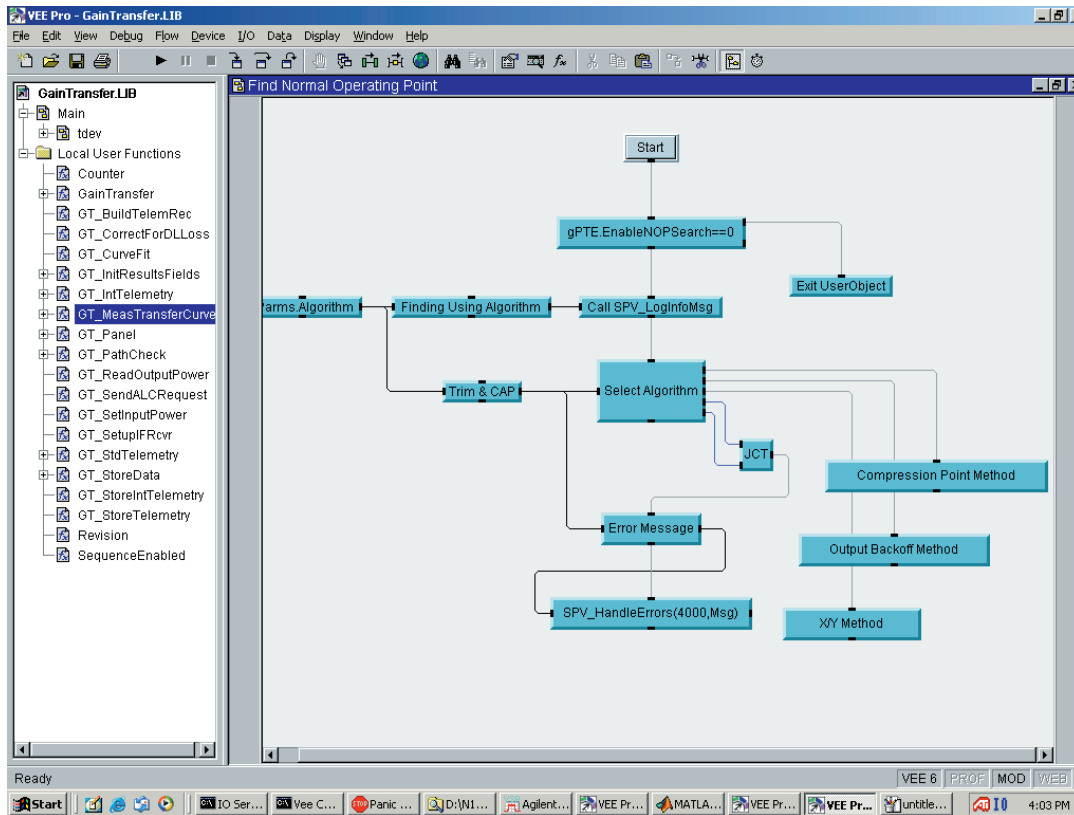 VEE Pro - GainTransfer.LIB
File Edit View Debug Flow Device I/O Data Display Window Help
GainTransfer.LIB
Main
tdev
Local User Functions
Counter
GainTransfer
GT_BuildTelemRec
GT_CorrectForDLLoss
GT_CurveFit
GT_InitResultsFields
GT_IntTelemetry
GT_MeasTransferCurve
GT_Panel
GT_PathCheck
GT_ReadOutputPower
GT_SendALCRequest
GT_SetInputPower
GT_SetupIFRcvr
GT_StdTelemetry
GT_StoreData
GT_StoreIntTelemetry
GT_StoreTelemetry
Revision
SequenceEnabled
Find Normal Operating Point
Start
gPTE.EnableNOPSearch==0
Exit UserObject
arms.Algorithm
Finding Using Algorithm
Call SPV_LogInfoMsg
Trim & CAP
Select Algorithm
JCT
Compression Point Method
Error Message
Output Backoff Method
SPV_HandleErrors(4000,Msg)
X/Y Method
Ready
VEE 6 PROF MOD WEB
Start
IO Ser...
Vee C...
Panic ...
D:\N1...
Agilent...
VEE Pr...
MATLA...
VEE Pr...
VEE Pr...
untitle...
4:03 PM